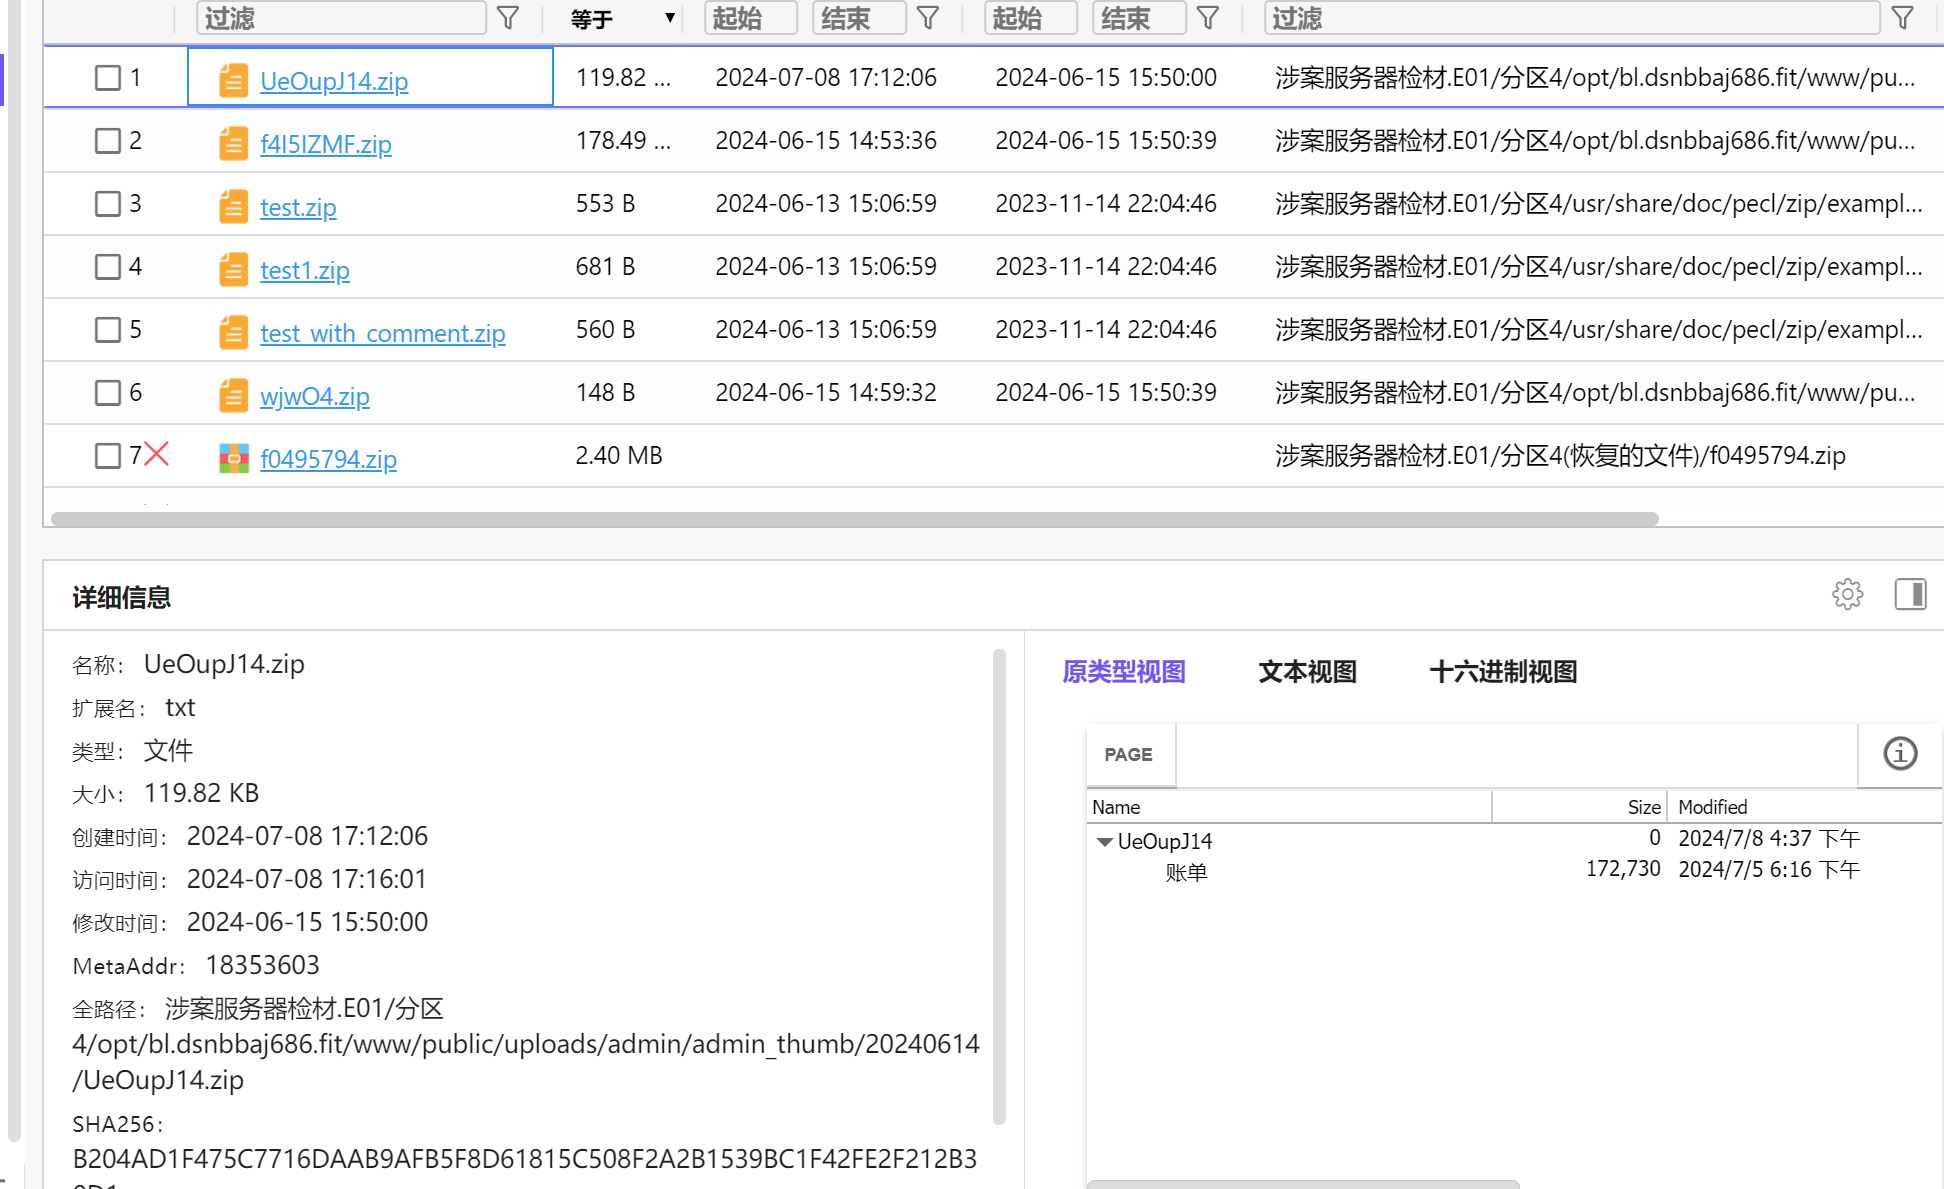 过滤 等于 ▼ 起始 结束 起始 结束 过滤
1 UeOupJ14.zip 119.82 ... 2024-07-08 17:12:06 2024-06-15 15:50:00 涉案服务器检材.E01/分区4/opt/bl.dsnbbaj686.fit/www/pu...
2 f4I5IZMF.zip 178.49 ... 2024-06-15 14:53:36 2024-06-15 15:50:39 涉案服务器检材.E01/分区4/opt/bl.dsnbbaj686.fit/www/pu...
3 test.zip 553 B 2024-06-13 15:06:59 2023-11-14 22:04:46 涉案服务器检材.E01/分区4/usr/share/doc/pecl/zip/exampl...
4 test1.zip 681 B 2024-06-13 15:06:59 2023-11-14 22:04:46 涉案服务器检材.E01/分区4/usr/share/doc/pecl/zip/exampl...
5 test_with_comment.zip 560 B 2024-06-13 15:06:59 2023-11-14 22:04:46 涉案服务器检材.E01/分区4/usr/share/doc/pecl/zip/exampl...
6 wjwO4.zip 148 B 2024-06-15 14:59:32 2024-06-15 15:50:39 涉案服务器检材.E01/分区4/opt/bl.dsnbbaj686.fit/www/pu...
7 f0495794.zip 2.40 MB 涉案服务器检材.E01/分区4(恢复的文件)/f0495794.zip
详细信息
名称： UeOupJ14.zip
扩展名： txt
类型： 文件
大小： 119.82 KB
创建时间： 2024-07-08 17:12:06
访问时间： 2024-07-08 17:16:01
修改时间： 2024-06-15 15:50:00
MetaAddr： 18353603
全路径： 涉案服务器检材.E01/分区
4/opt/bl.dsnbbaj686.fit/www/public/uploads/admin/admin_thumb/20240614
/UeOupJ14.zip
SHA256：
B204AD1F475C7716DAAB9AFB5F8D61815C508F2A2B1539BC1F42FE2F212B3
原类型视图 文本视图 十六进制视图
PAGE
Name Size Modified
UeOupJ14 0 2024/7/8 4:37 下午
账单 172,730 2024/7/5 6:16 下午